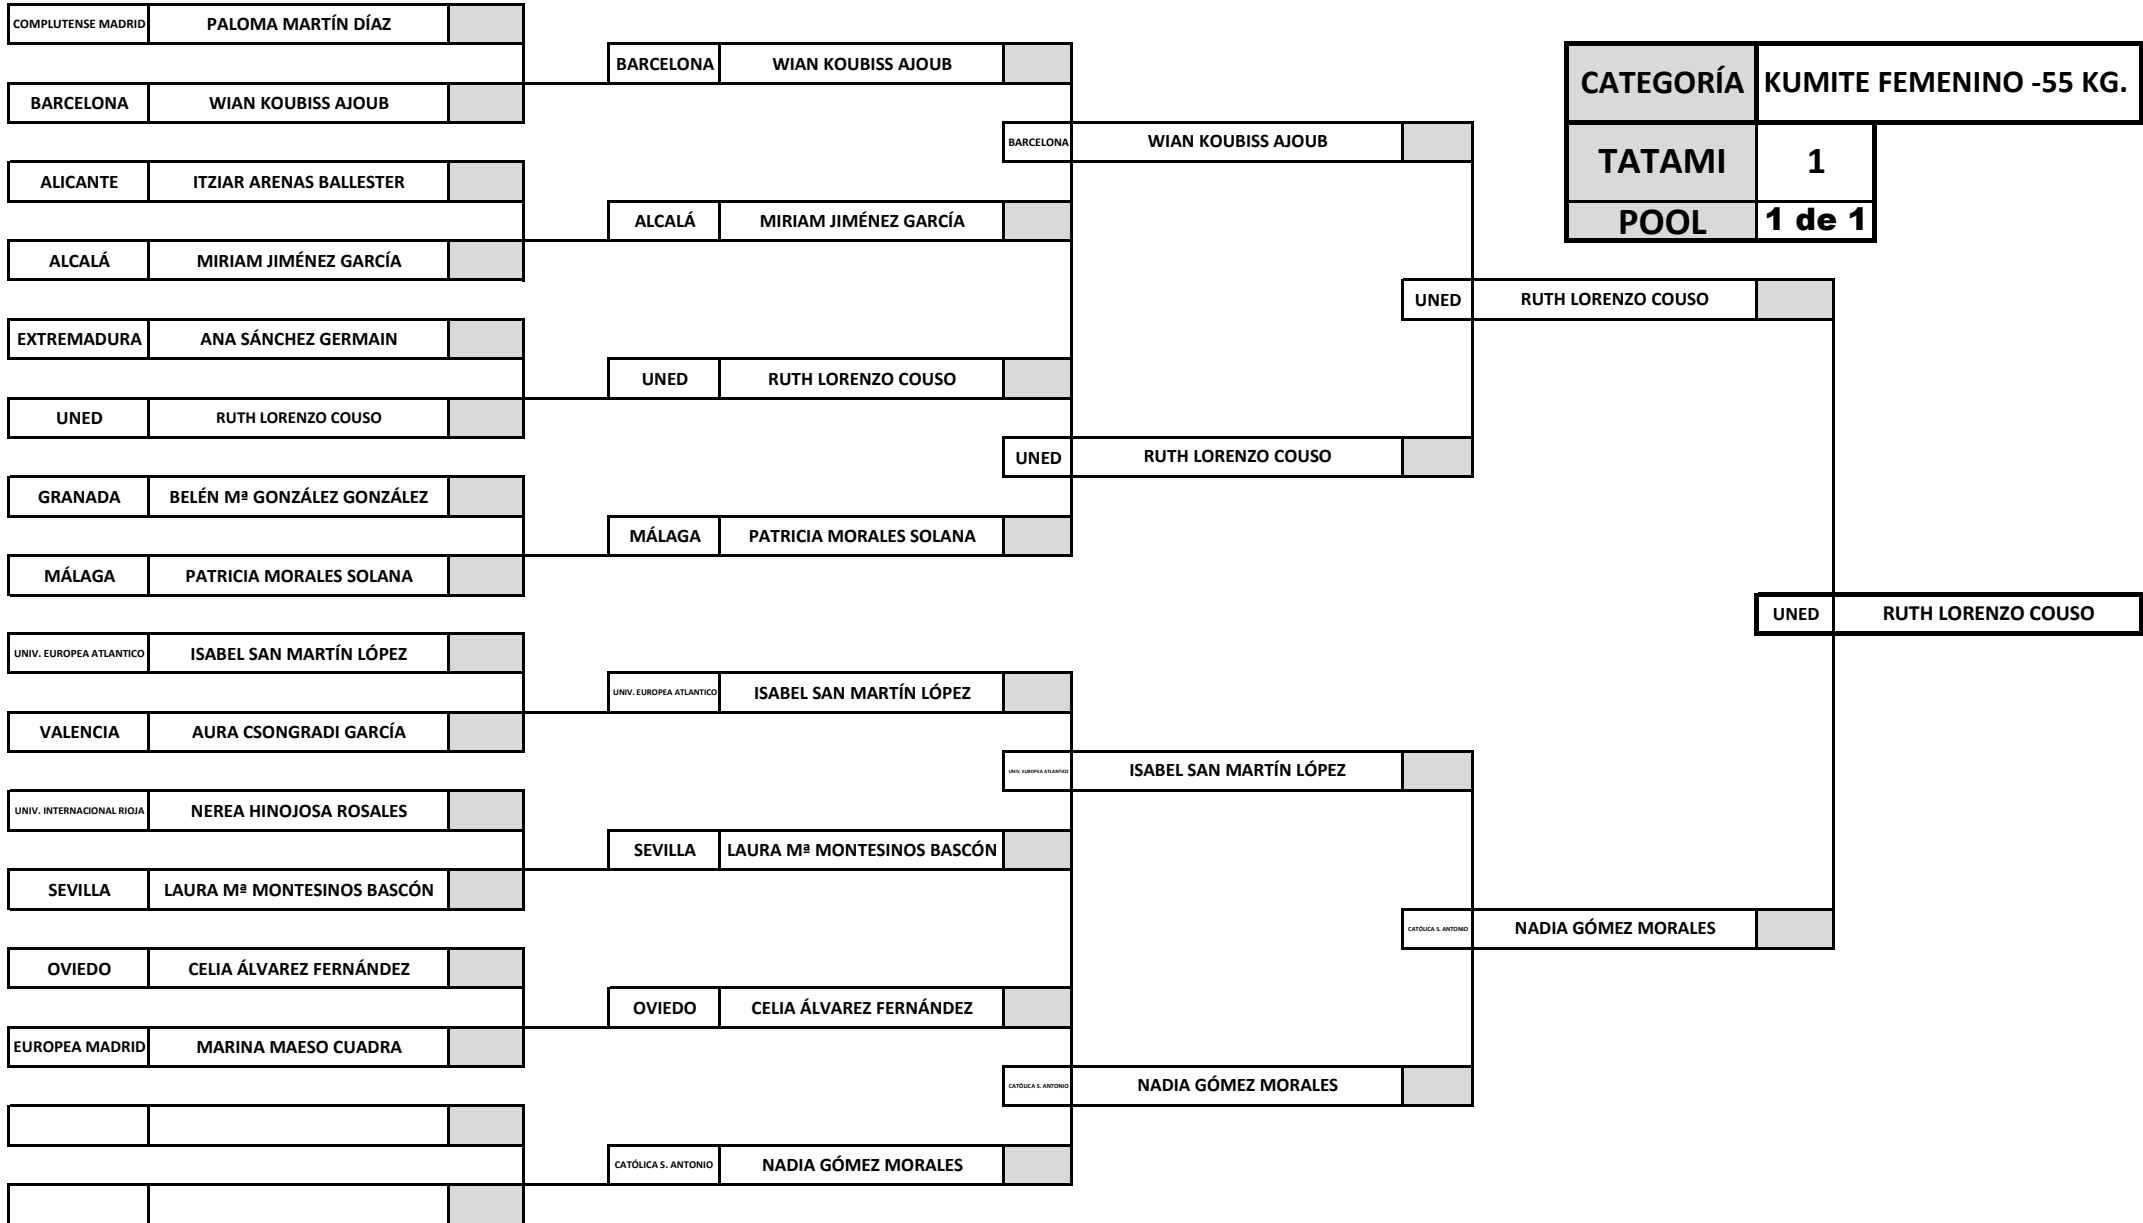 COMPLUTENSE MADRID PALOMA MARTÍN DÍAZ
BARCELONA WIAN KOUBISS AJOUB
ALICANTE ITZIAR ARENAS BALLESTER
ALCALÁ MIRIAM JIMÉNEZ GARCÍA
EXTREMADURA ANA SÁNCHEZ GERMAIN
UNED RUTH LORENZO COUSO
GRANADA BELÉN Mª GONZÁLEZ GONZÁLEZ
MÁLAGA PATRICIA MORALES SOLANA
UNIV. EUROPEA ATLANTICO ISABEL SAN MARTÍN LÓPEZ
VALENCIA AURA CSONGRADI GARCÍA
UNIV. INTERNACIONAL RIOJA NEREA HINOJOSA ROSALES
SEVILLA LAURA Mª MONTESINOS BASCÓN
OVIEDO CELIA ÁLVAREZ FERNÁNDEZ
EUROPEA MADRID MARINA MAESO CUADRA
BARCELONA WIAN KOUBISS AJOUB
ALCALÁ MIRIAM JIMÉNEZ GARCÍA
UNED RUTH LORENZO COUSO
MÁLAGA PATRICIA MORALES SOLANA
UNIV. EUROPEA ATLANTICO ISABEL SAN MARTÍN LÓPEZ
SEVILLA LAURA Mª MONTESINOS BASCÓN
OVIEDO CELIA ÁLVAREZ FERNÁNDEZ
CATÓLICA S. ANTONIO NADIA GÓMEZ MORALES
BARCELONA WIAN KOUBISS AJOUB
UNED RUTH LORENZO COUSO
UNIV. EUROPEA ATLANTICO ISABEL SAN MARTÍN LÓPEZ
CATÓLICA S. ANTONIO NADIA GÓMEZ MORALES
UNED RUTH LORENZO COUSO
CATÓLICA S. ANTONIO NADIA GÓMEZ MORALES
UNED RUTH LORENZO COUSO
CATEGORÍA KUMITE FEMENINO -55 KG.
TATAMI 1
POOL 1 de 1